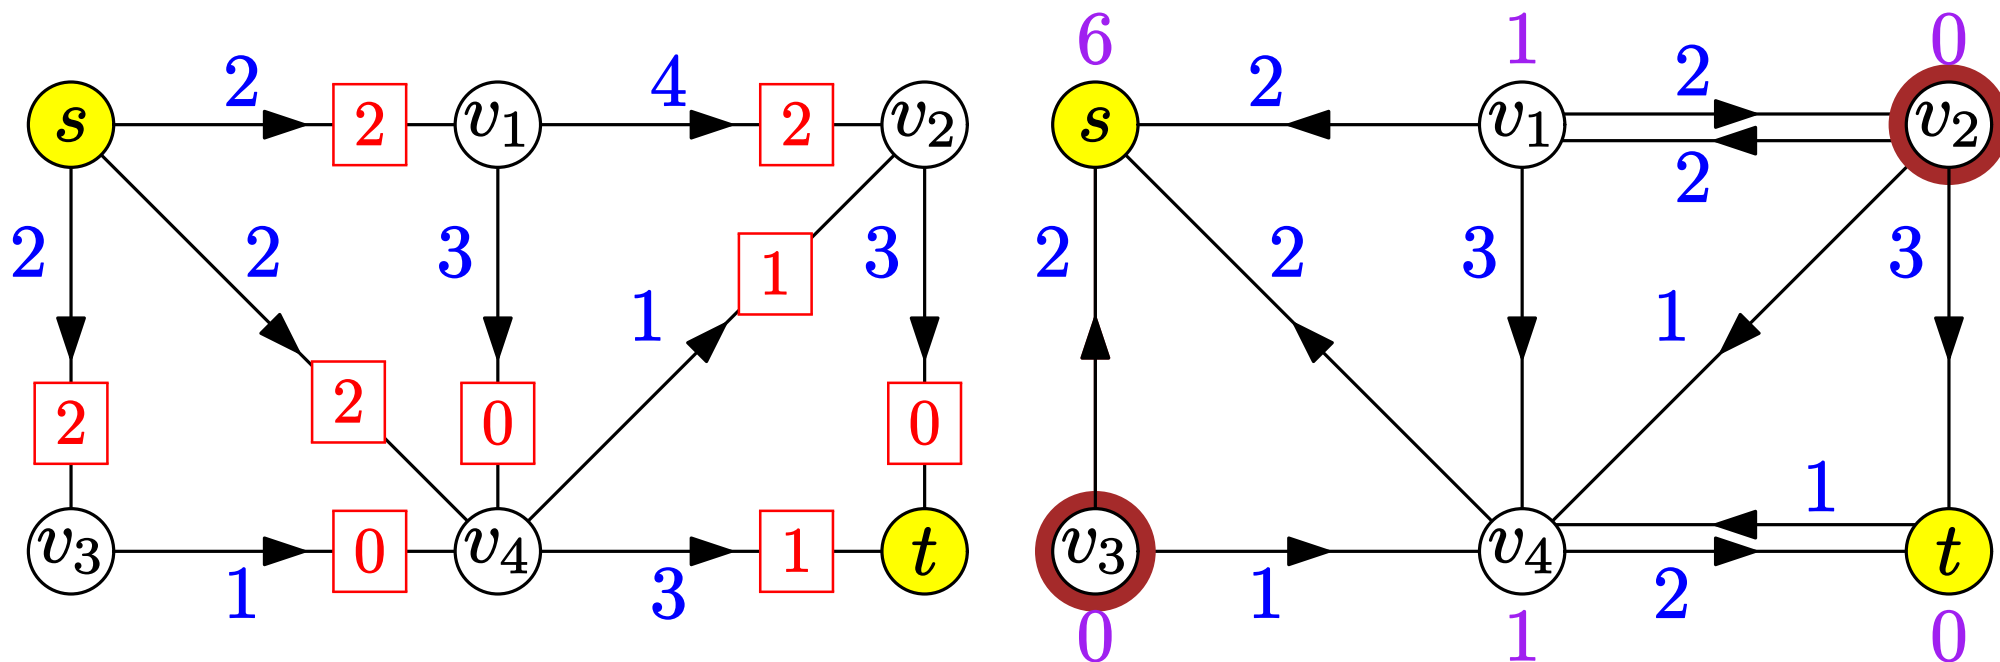 6 1 0
2 4 2 2
s 2 v1 2 v2 s v1 v2
2
2 2 3 3 2 2 3 3
1
1 1
2 2 0 0
1
v3 0 v4 1 t v3 v4 t
1 3 1 2
0 1 0